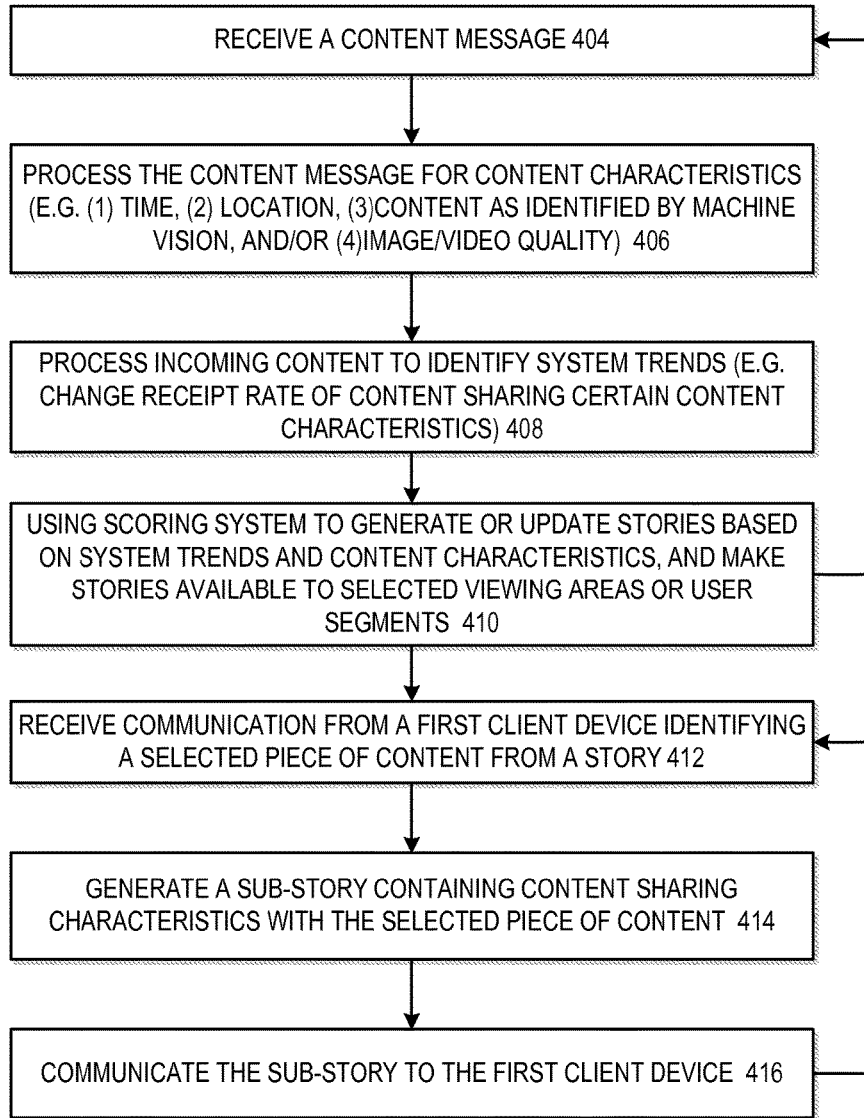 RECEIVE A CONTENT MESSAGE 404
PROCESS THE CONTENT MESSAGE FOR CONTENT CHARACTERISTICS
(E.G. (1) TIME, (2) LOCATION, (3)CONTENT AS IDENTIFIED BY MACHINE
VISION, AND/OR (4)IMAGE/VIDEO QUALITY) 406
PROCESS INCOMING CONTENT TO IDENTIFY SYSTEM TRENDS (E.G.
CHANGE RECEIPT RATE OF CONTENT SHARING CERTAIN CONTENT
CHARACTERISTICS) 408
USING SCORING SYSTEM TO GENERATE OR UPDATE STORIES BASED
ON SYSTEM TRENDS AND CONTENT CHARACTERISTICS, AND MAKE
STORIES AVAILABLE TO SELECTED VIEWING AREAS OR USER
SEGMENTS 410
RECEIVE COMMUNICATION FROM A FIRST CLIENT DEVICE IDENTIFYING
A SELECTED PIECE OF CONTENT FROM A STORY 412
GENERATE A SUB-STORY CONTAINING CONTENT SHARING
CHARACTERISTICS WITH THE SELECTED PIECE OF CONTENT 414
COMMUNICATE THE SUB-STORY TO THE FIRST CLIENT DEVICE 416